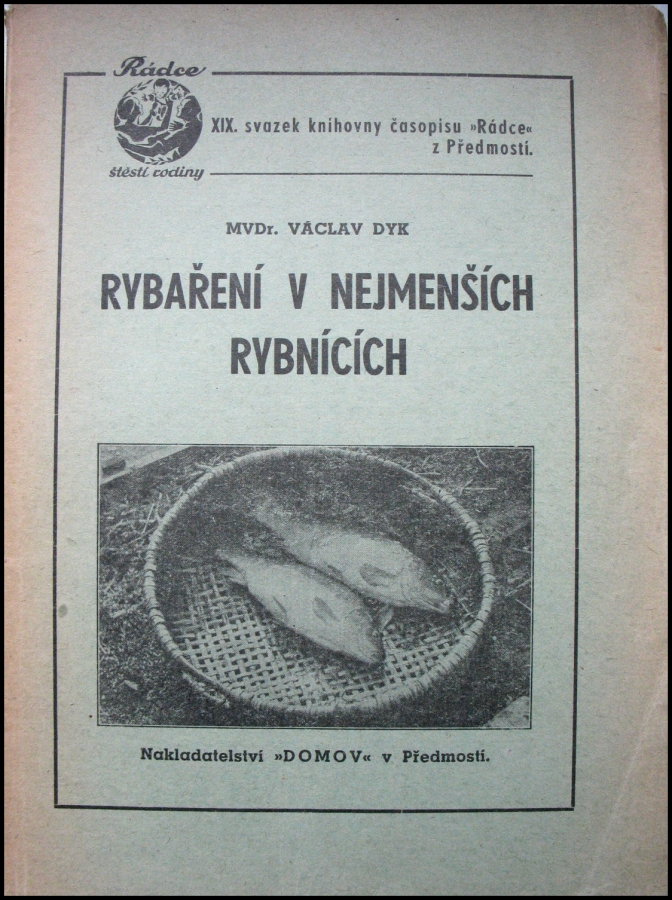 Rádce
štěstí rodiny
XIX. svazek knihovny časopisu »Rádce«
z Předmostí.
MVDr. VÁCLAV DYK
RYBAŘENÍ V NEJMENŠÍCH
RYBNÍCÍCH
Nakladatelství »DOMOV« v Předmostí.